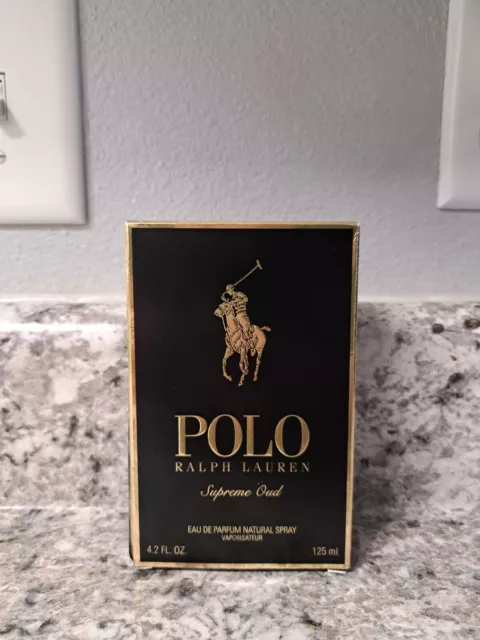 POLO
RALPH LAUREN
Supreme Oud
EAU DE PARFUM NATURAL SPRAY
VAPORISATEUR
4.2 FL. OZ. 125 ml